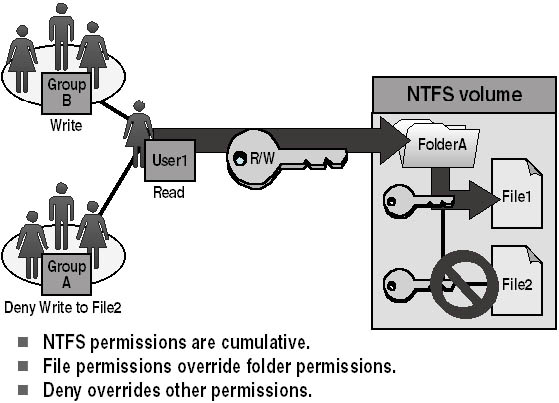 Group
B
Write
User1
Read
R/W
Group
A
Deny Write to File2
NTFS volume
FolderA
File1
File2
NTFS permissions are cumulative.
File permissions override folder permissions.
Deny overrides other permissions.